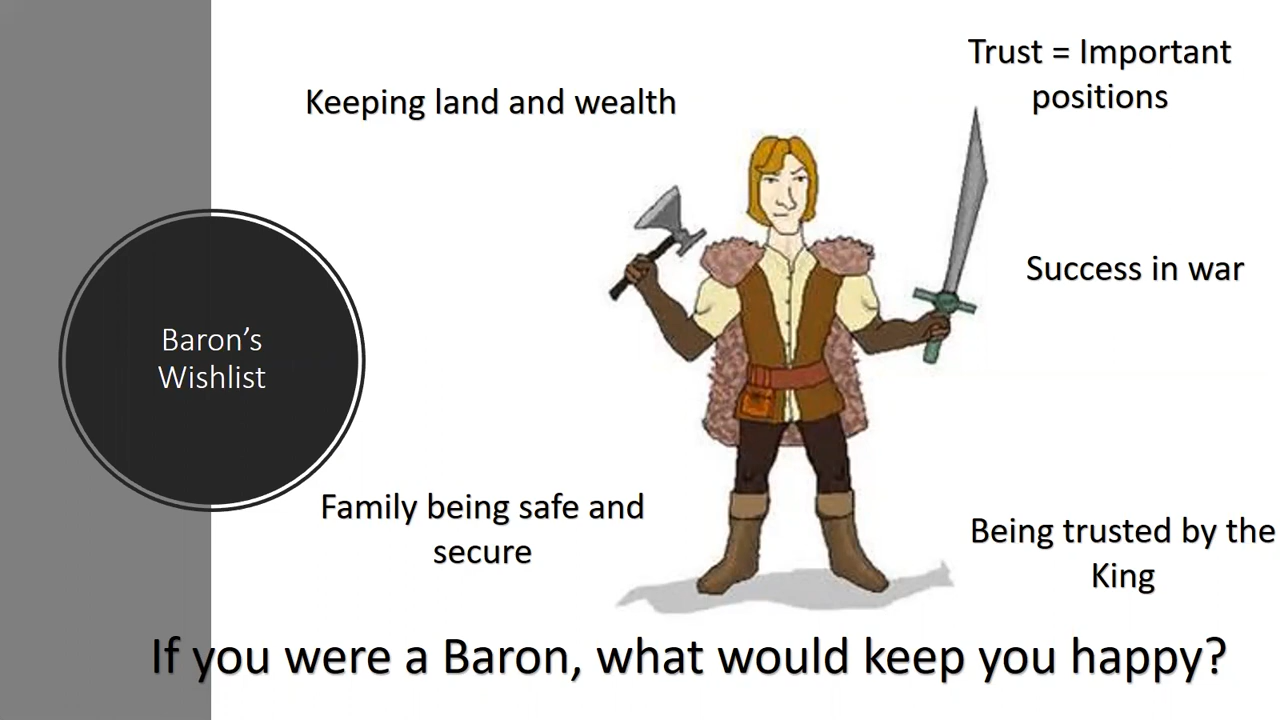 Trust = Important
positions
Keeping land and wealth
Success in war
Baron’s
Wishlist
Family being safe and
secure
Being trusted by the
King
If you were a Baron, what would keep you happy?